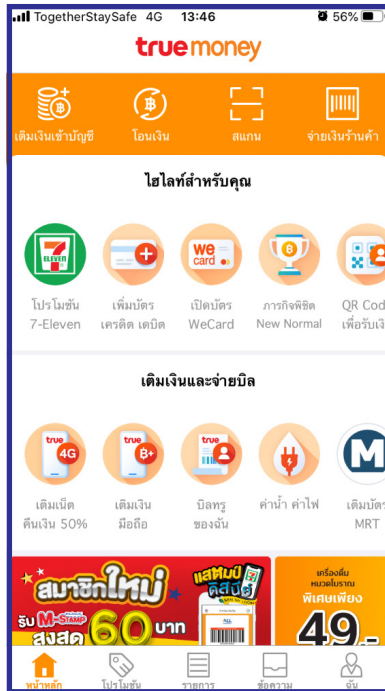 TogetherStaySafe 4G 13:46 56%
truemoney
เติมเงินเข้าบัญชี โอนเงิน สแกน จ่ายเงินร้านค้า
ไฮไลท์สำหรับคุณ
7 ELEVEN WE card
โปรโมชัน เพิ่มบัตร เปิดบัตร ภารกิจพิชิต QR Cod
7-Eleven เครดิต เดบิต WeCard New Normal เพื่อรับเงิ
เติมเงินและจ่ายบิล
true 4G true ฿+ true M
เติมเน็ต เติมเงิน บิลทรู ค่าน้ำ ค่าไฟ เติมบัตร
คืนเงิน 50% มือถือ ของฉัน MRT
สมาชิกใหม่ แสตมป์ ดิลิปดี
เครื่องดื่ม
หมวดโบราณ
พิเศษเพียง
รับ M-STAMP สูงสุด 60 บาท
49.-
หน้าหลัก โปรโมชัน รายการ ข้อความ ฉัน